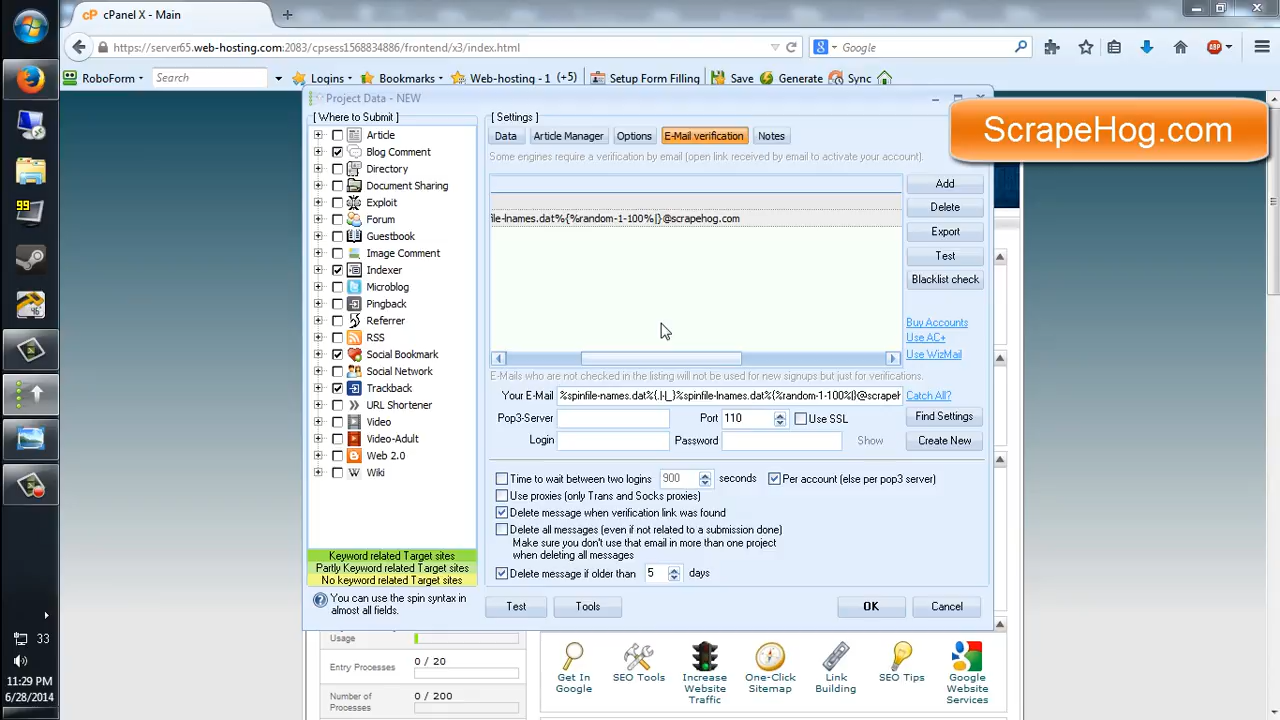 cPanel X - Main
https://server65.web-hosting.com:2083/cpsess1568834886/frontend/x3/index.html
Google
ABP
RoboForm
Search
Logins
Bookmarks
Web Hosting - 1 (+5)
Setup Form Filling
Save
Generate
Sync
ScrapeHog.com
Project Data - NEW
[ Where to Submit ]
Article
Blog Comment
Directory
Document Sharing
Exploit
Forum
Guestbook
Image Comment
Indexer
Microblog
Pingback
Referrer
RSS
Social Bookmark
Social Network
Trackback
URL Shortener
Video
Video-Adult
Web 2.0
Wiki
Keyword related Target sites
Partly Keyword related Target sites
No keyword related Target sites
You can use the spin syntax in
almost all fields.
[ Settings ]
Data
Article Manager
Options
E-Mail verification
Notes
Some engines require a verification by email (open link received by email to activate your account).
file-lnames.dat%{%random-1-100%|}@scrapehog.com
Add
Delete
Export
Test
Blacklist check
Buy Accounts
Use AC+
Use WizMail
E-Mails who are not checked in the listing will not be used for new signups but just for verifications.
Your E-Mail
%spinfile-names.dat%{.|-|_}%spinfile-lnames.dat%{%random-1-100%|}@scrapeh
Catch All?
Pop3-Server
Port
110
Use SSL
Find Settings
Login
Password
Show
Create New
Time to wait between two logins
900
seconds
Per account (else per pop3 server)
Use proxies (only Trans and Socks proxies)
Delete message when verification link was found
Delete all messages (even if not related to a submission done)
Make sure you don't use that email in more than one project
when deleting all messages
Delete message if older than
5
days
Test
Tools
OK
Cancel
Usage
Entry Processes
0 / 20
Number of
Processes
0 / 200
Get In
Google
SEO Tools
Increase
Website
Traffic
One-Click
Sitemap
Link
Building
SEO Tips
Google
Website
Services
99
46
33
11:29 PM
6/28/2014